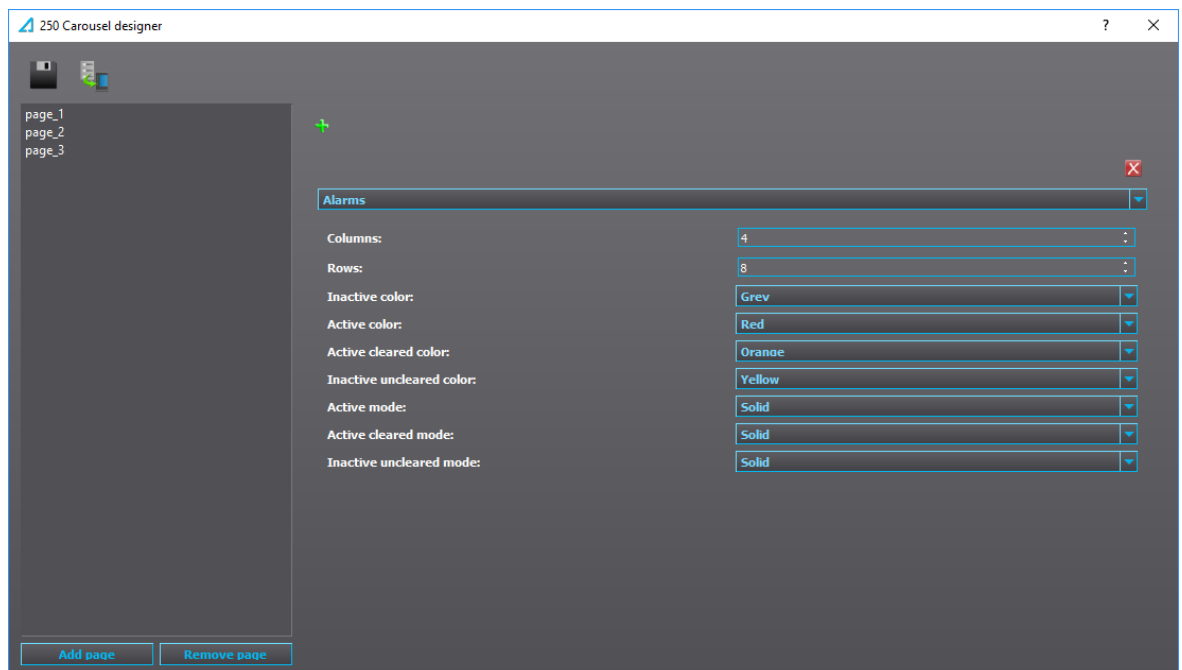 250 Carousel designer
?
page_1
page_2
page_3
Alarms
Columns: 4
Rows: 8
Inactive color: Grey
Active color: Red
Active cleared color: Orange
Inactive uncleared color: Yellow
Active mode: Solid
Active cleared mode: Solid
Inactive uncleared mode: Solid
Add page Remove page